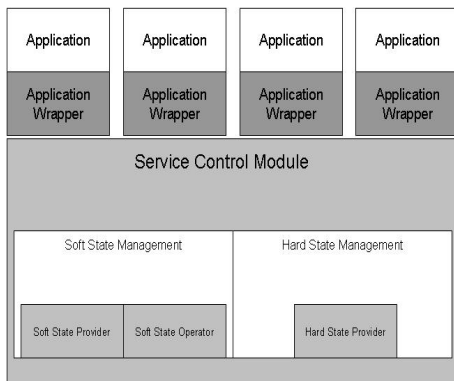 Application
Application
Application
Application
Application
Wrapper
Application
Wrapper
Application
Wrapper
Application
Wrapper
Service Control Module
Soft State Management
Hard State Management
Soft State Provider
Soft State Operator
Hard State Provider